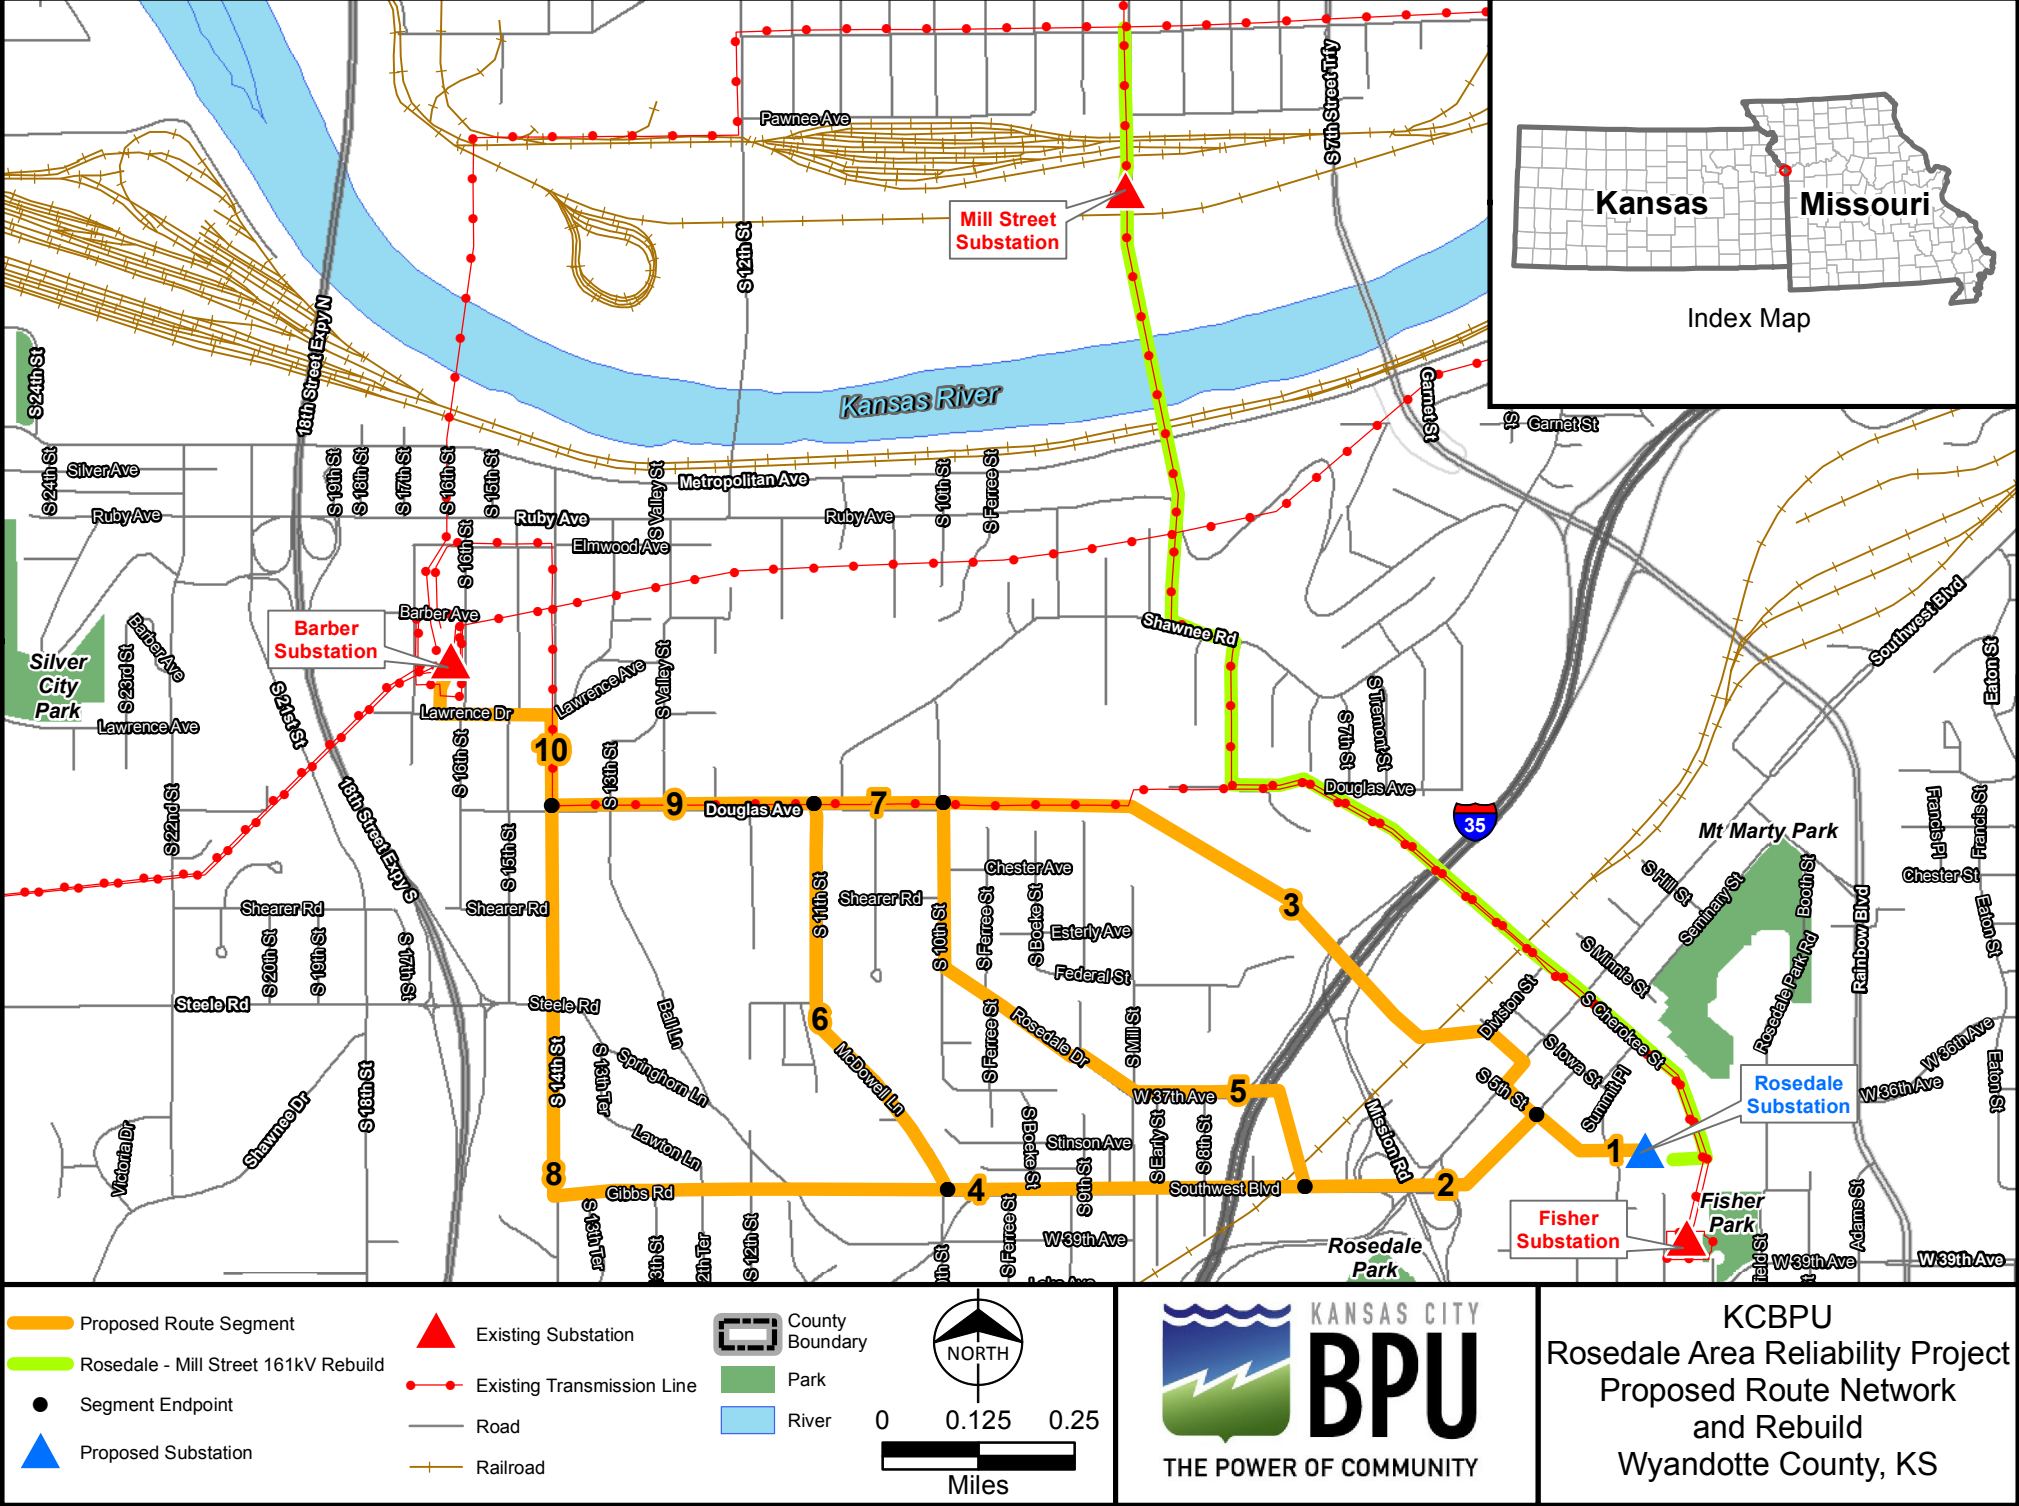 Pawnee Ave
S 7th Street Trfy
Kansas
Missouri
Index Map
Mill Street
Substation
S 12th St
18th Street Expy N
S 24th St
Kansas River
Garnet St
St
Garnet St
S 24th St
Silver Ave
S 19th St
S 18th St
S 17th St
S 16th St
S 15th St
S Valley St
Metropolitan Ave
S 10th St
S Ferree St
Ruby Ave
Ruby Ave
Ruby Ave
Elmwood Ave
S 16th St
Barber Ave
Barber
Substation
Shawnee Rd
Southwest Blvd
Eaton St
Silver
City
Park
S 23rd St
Barber Ave
Lawrence Ave
S 21st St
Lawrence Dr
Lawrence Ave
S Valley St
S 7th St
S Tremont St
10
S 16th St
S 13th St
Douglas Ave
9
Douglas Ave
7
S 22nd St
18th Street Expy S
35
Mt Marty Park
Francis Pl
Francis St
S 15th St
Chester Ave
S Hill St
Seminary St
Booth St
Chester St
Shearer Rd
Shearer Rd
Shearer Rd
S 11th St
S 10th St
S Ferree St
S Boeke St
Esterly Ave
Federal St
3
Rainbow Blvd
Eaton St
S 20th St
S 19th St
S 17th St
S Minnie St
Rosedale Park Rd
Steele Rd
Steele Rd
Ball Ln
6
S Ferree St
Rosedale Dr
S Mill St
Division St
S Cherokee St
W 36th Ave
S 14th St
S 13th Ter
Springhorn Ln
McDowell Ln
S Iowa St
Summit Pl
S 5th St
Rosedale
Substation
W 36th Ave
Eaton St
S 18th St
Shawnee Dr
Victoria Dr
W 37th Ave
5
Lawton Ln
S Boeke St
Stinson Ave
S Early St
S 8th St
Mission Rd
1
8
Gibbs Rd
4
S 9th St
Southwest Blvd
2
Fisher
Substation
Fisher
Park
Adams St
S 13th Ter
3th St
2th Ter
S 12th St
0th St
S Ferree St
W 39th Ave
Rosedale
Park
field St
W 39th Ave
W 39th Ave
Proposed Route Segment
Rosedale - Mill Street 161kV Rebuild
Segment Endpoint
Proposed Substation
Existing Substation
Existing Transmission Line
Road
Railroad
County
Boundary
Park
River
NORTH
0 0.125 0.25
Miles
KANSAS CITY
BPU
THE POWER OF COMMUNITY
KCBPU
Rosedale Area Reliability Project
Proposed Route Network
and Rebuild
Wyandotte County, KS